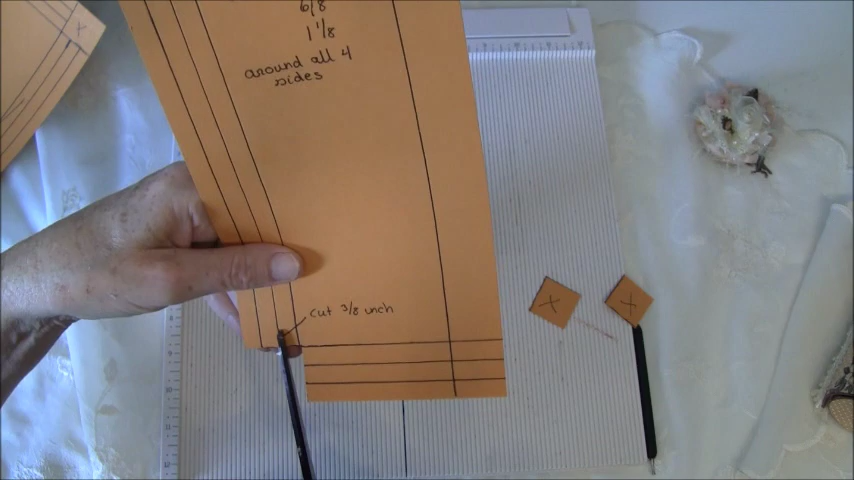 6/8
1 1/8
around all 4
sides
cut 3/8 inch
X
X
X